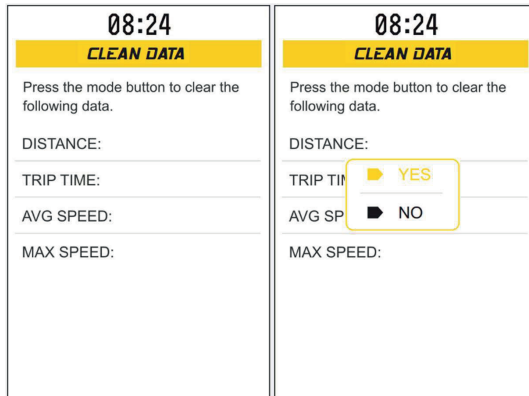 08:24
CLEAN DATA
Press the mode button to clear the
following data.
DISTANCE:
TRIP TIME:
AVG SPEED:
MAX SPEED:
08:24
CLEAN DATA
Press the mode button to clear the
following data.
DISTANCE:
TRIP TI
YES
AVG SP
NO
MAX SPEED: